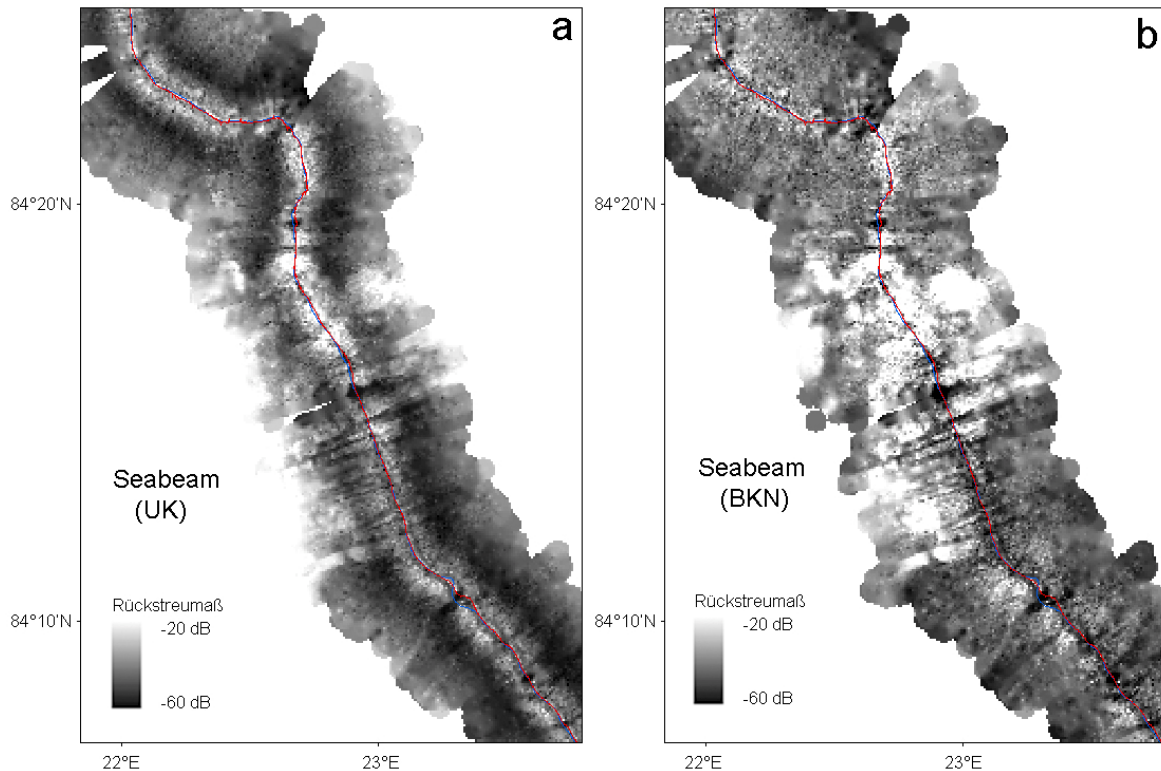 a
84°20'N
Seabeam
(UK)
Rückstreumaß
-20 dB
-60 dB
84°10'N
22°E
23°E
b
84°20'N
Seabeam
(BKN)
Rückstreumaß
-20 dB
-60 dB
84°10'N
22°E
23°E